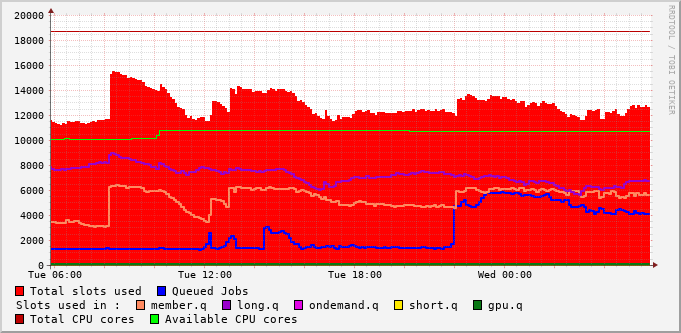 20000
18000
16000
14000
12000
10000
8000
6000
4000
2000
0
Tue 06:00 Tue 12:00 Tue 18:00 Wed 00:00
RRDTOOL / TOBI OETIKER
Total slots used Queued Jobs
Slots used in : member.q long.q ondemand.q short.q gpu.q
Total CPU cores Available CPU cores